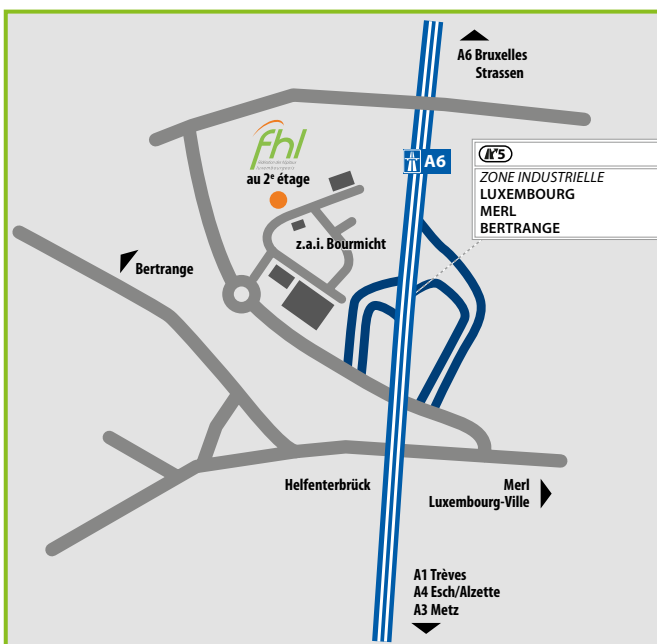 A6 Bruxelles
Strassen
A6
5
ZONE INDUSTRIELLE
LUXEMBOURG
MERL
BERTRANGE
fhl
au 2e étage
z.a.i. Bourmicht
Bertrange
Helfenterbrück
Merl
Luxembourg-Ville
A1 Trèves
A4 Esch/Alzette
A3 Metz